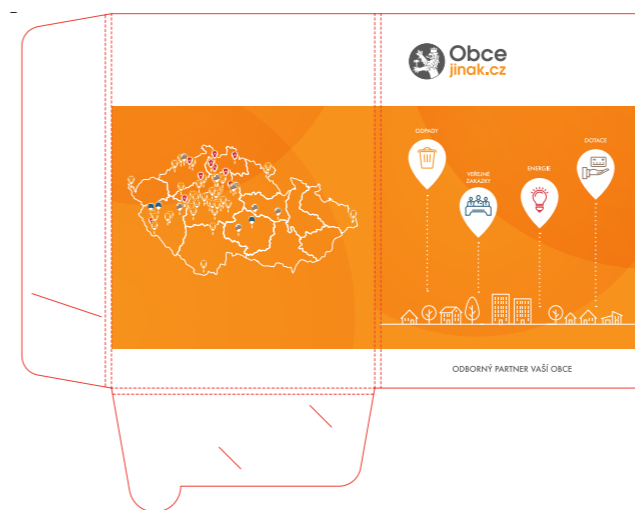 Obce
jinak.cz
ODPADY
VEŘEJNÉ
ZAKÁZKY
ENERGIE
DOTACE
ODBORNÝ PARTNER VAŠÍ OBCE